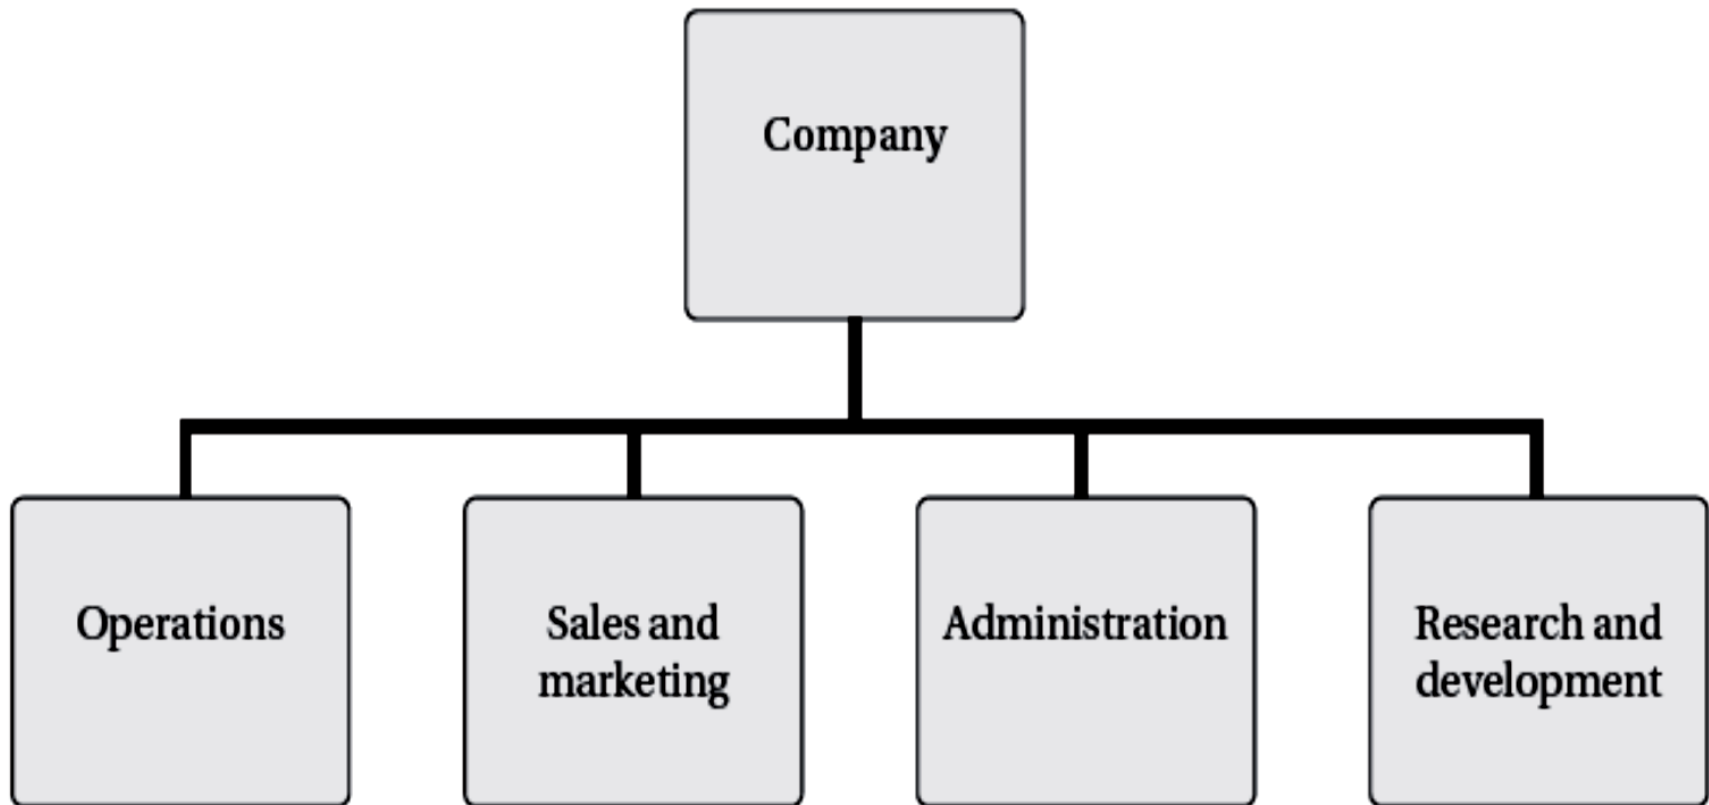 Company
Operations
Sales and
marketing
Administration
Research and
development